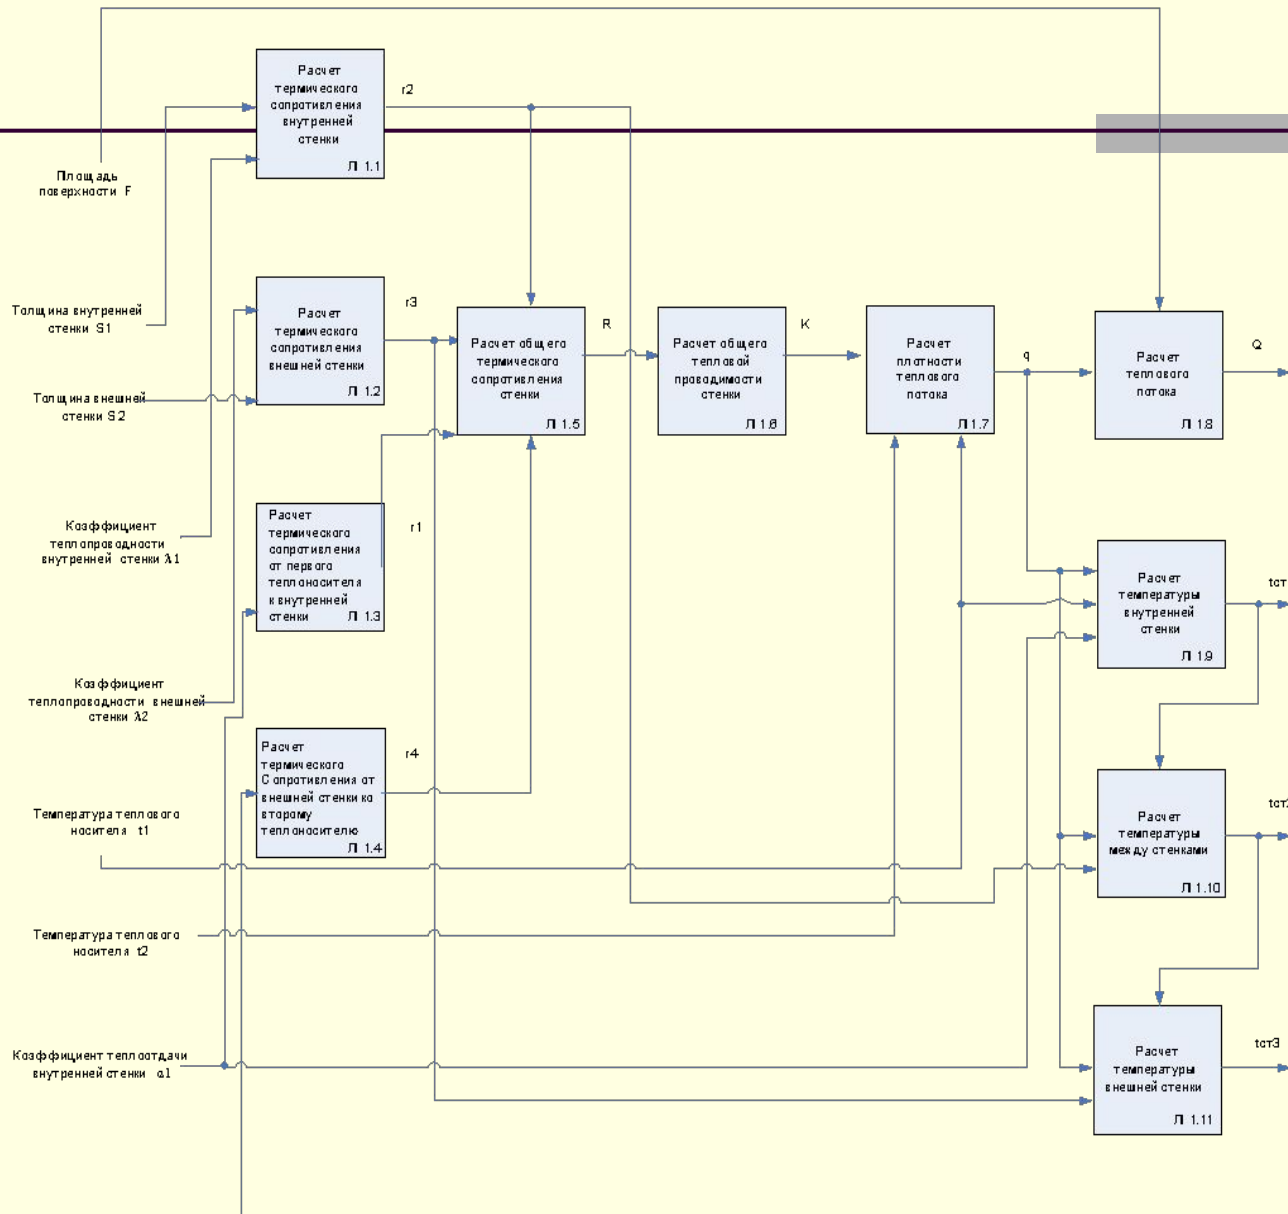 Площадь
поверхности F
Толщина внутренней
стенки S1
Толщина внешней
стенки S2
Коэффициент
теплопроводности
внутренней стенки λ1
Коэффициент
теплопроводности внешней
стенки λ2
Температура теплового
носителя t1
Температура теплового
носителя t2
Коэффициент теплоотдачи
внутренней стенки α1
Расчет
термического
сопротивления
внутренней
стенки
Л 1.1
r2
Расчет
термического
сопротивления
внешней стенки
Л 1.2
r3
Расчет
термического
сопротивления
от первого
теплоносителя
к внутренней
стенки
Л 1.3
r1
Расчет
термического
Сопротивления от
внешней стенки ко
второму
теплоносителю
Л 1.4
r4
Расчет общего
термического
сопротивления
стенки
Л 1.5
R
Расчет общего
тепловой
проводимости
стенки
Л 1.6
K
Расчет
плотности
теплового
потока
Л 1.7
q
Расчет
теплового
потока
Л 1.8
Q
Расчет
температуры
внутренней
стенки
Л 1.9
tст
Расчет
температуры
между стенками
Л 1.10
tст2
Расчет
температуры
внешней стенки
Л 1.11
tст3